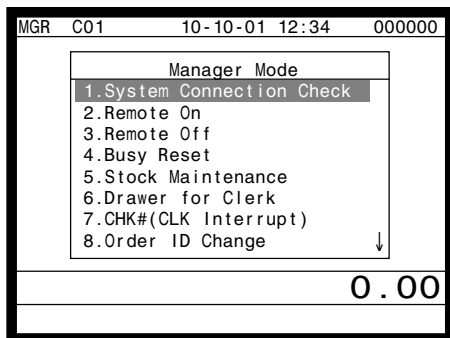 MGR C01 10-10-01 12:34 000000
Manager Mode
1.System Connection Check
2.Remote On
3.Remote Off
4.Busy Reset
5.Stock Maintenance
6.Drawer for Clerk
7.CHK#(CLK Interrupt)
8.Order ID Change ↓
0.00